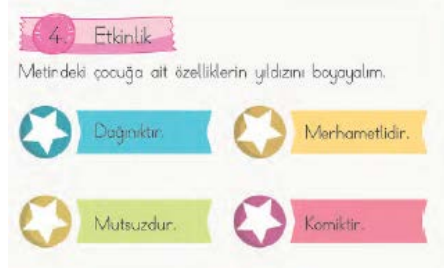 4. Etkinlik
Metindeki çocuğa ait özelliklerin yıldızını boyayalım.
Dağınıktır. Merhametlidir.
Mutsuzdur. Komiktir.